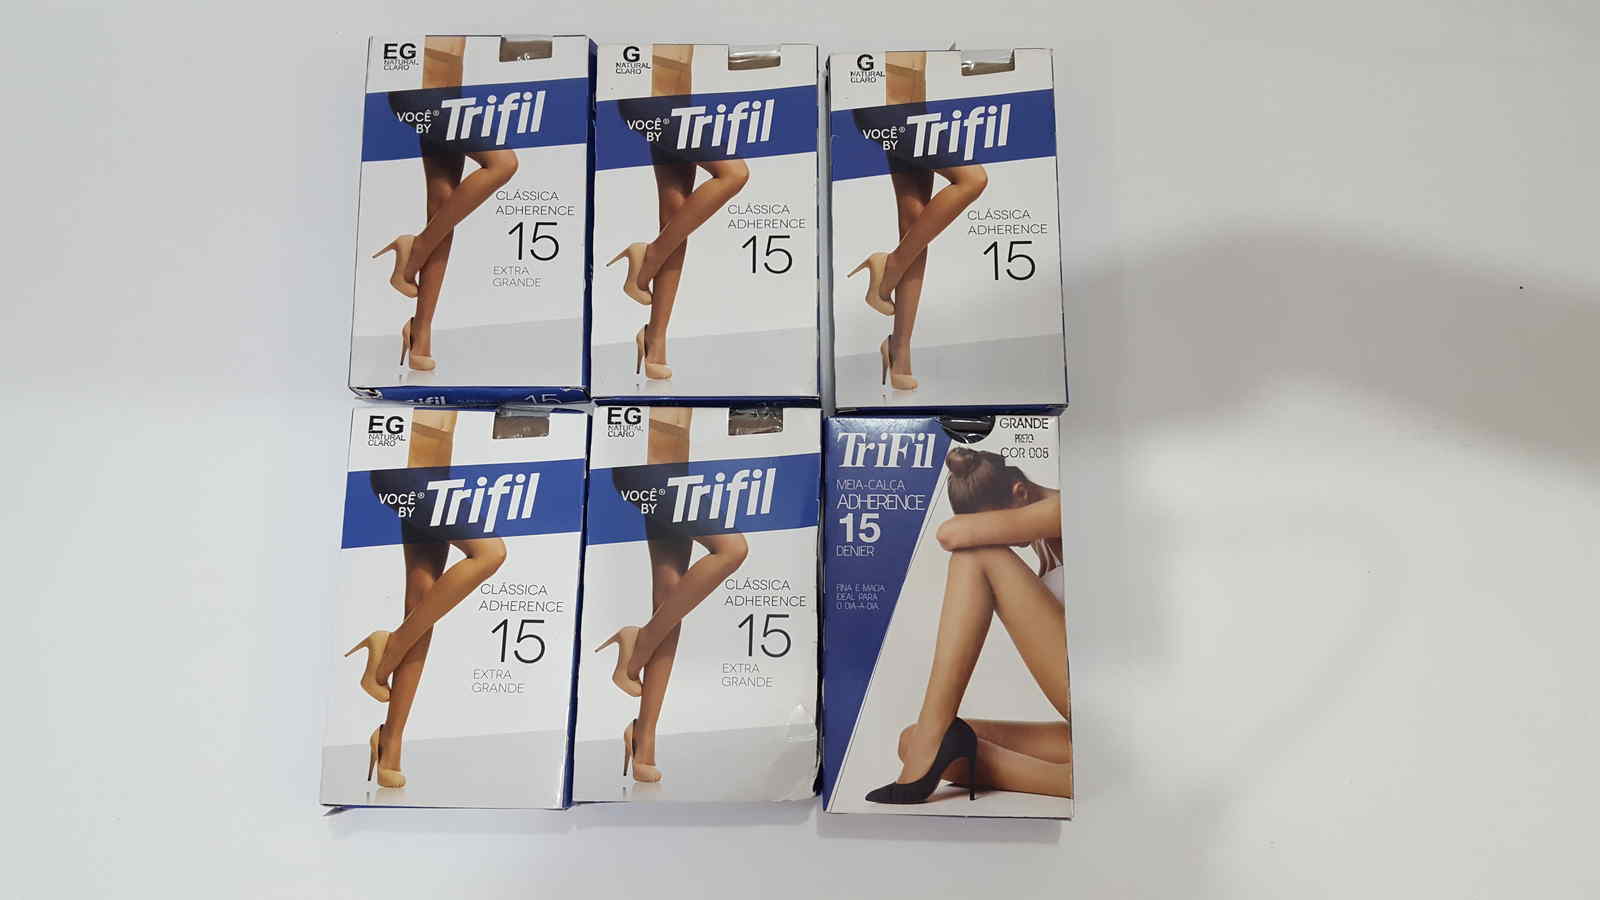 EG
NATURAL
CLARO
VOCÊ®
BY
Trifil
CLÁSSICA
ADHERENCE
15
EXTRA
GRANDE
G
NATURAL
CLARO
VOCÊ®
BY
Trifil
CLÁSSICA
ADHERENCE
15
G
NATURAL
CLARO
VOCÊ®
BY
Trifil
CLÁSSICA
ADHERENCE
15
EG
NATURAL
CLARO
VOCÊ®
BY
Trifil
CLÁSSICA
ADHERENCE
15
EXTRA
GRANDE
EG
NATURAL
CLARO
VOCÊ®
BY
Trifil
CLÁSSICA
ADHERENCE
15
EXTRA
GRANDE
GRANDE
PRETO
COR 008
TriFil
MEIA-CALÇA
ADHERENCE
15
DENIER
FINA E MACIA
IDEAL PARA
O DIA-A-DIA